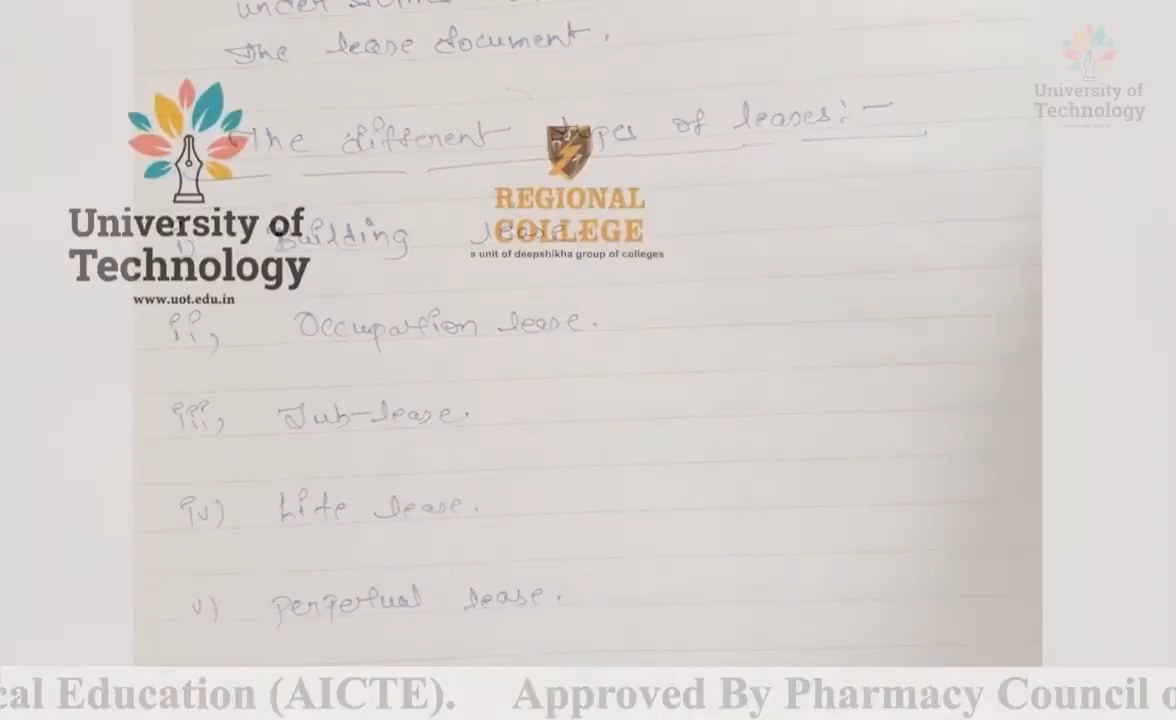 under
the lease document.
University of
Technology
The different types of leases:-
REGIONAL
COLLEGE
a unit of deepshikha group of colleges
University of
Technology
www.uot.edu.in
i) Building lease.
ii, Occupation lease.
iii, Sub-lease.
iv) Life lease.
v) perpetual lease.
cal Education (AICTE). Approved By Pharmacy Council o